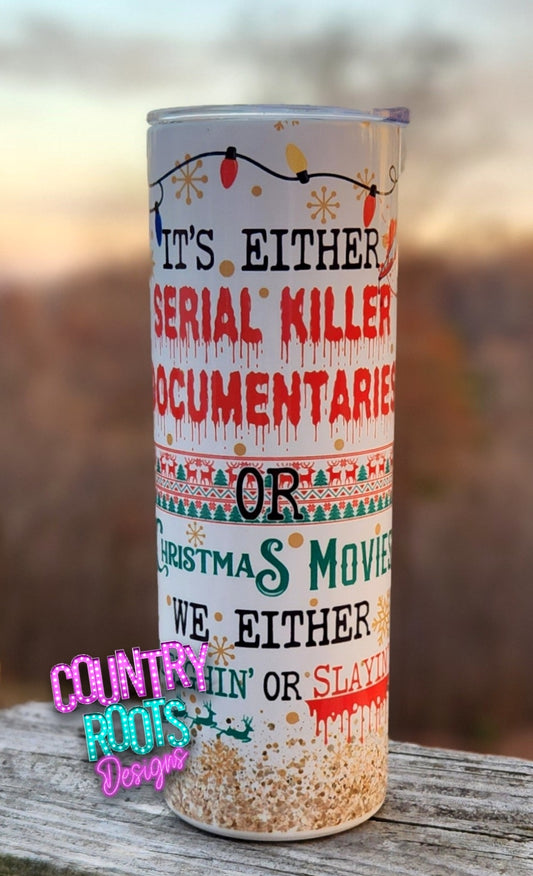 IT'S EITHER
SERIAL KILLER
DOCUMENTARIES
OR
CHRISTMAS MOVIES
WE EITHER
OR SLAYIN
COUNTRY
ROOTS
Designs